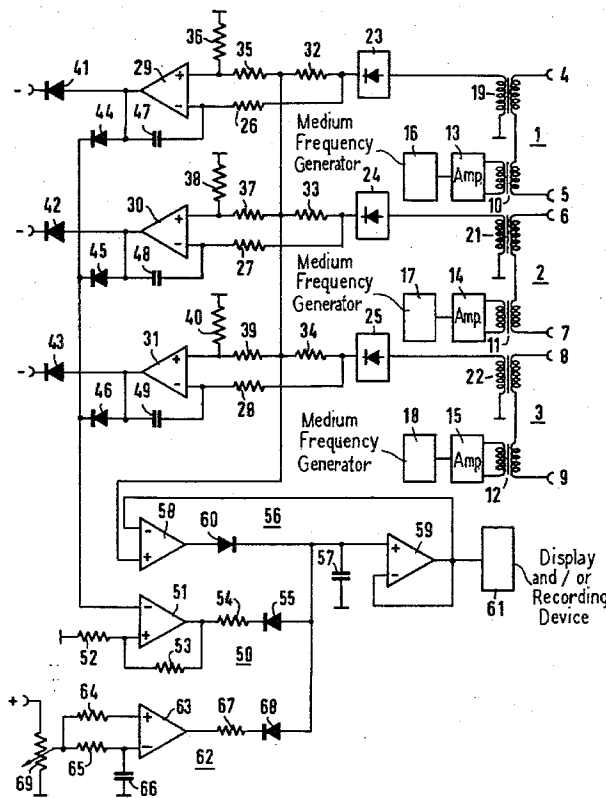 36 35 32 23
41 29 + - 19 4
44 47 26
Medium Frequency Generator 16 13 Amp. 10 1 5
38 37 33 24 6
42 30 21
45 48 27
Medium Frequency Generator 17 14 Amp 11 2 7
40 39 34 25 8
43 31 22
46 49 28
Medium Frequency Generator 18 15 Amp 12 3 9
58 - + 60 56 57 + - 59 61
Display and / or Recording Device
51 - + 52 53 54 55 50
+ 64 65 66 + - 63 67 68 62 69